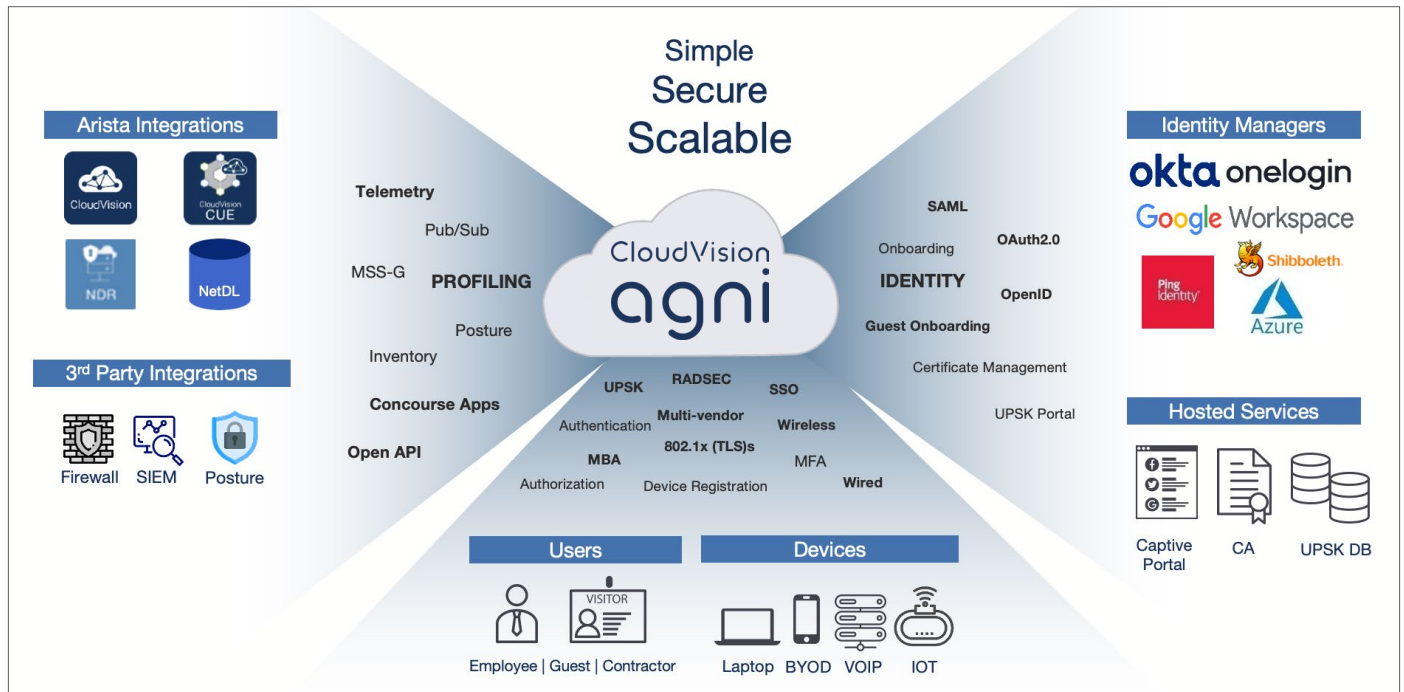 Simple
Secure
Scalable
CloudVision
agni
Arista Integrations
CloudVision
CloudVision
CUE
NDR
NetDL
3rd Party Integrations
Firewall
SIEM
Posture
Telemetry
Pub/Sub
MSS-G
PROFILING
Posture
Inventory
Concourse Apps
Open API
UPSK
RADSEC
SSO
Authentication
Multi-vendor
Wireless
802.1x (TLS)s
MBA
MFA
Authorization
Device Registration
Wired
SAML
Onboarding
OAuth2.0
IDENTITY
OpenID
Guest Onboarding
Certificate Management
UPSK Portal
Identity Managers
okta onelogin
Google Workspace
Ping
Identity
Shibboleth.
Azure
Hosted Services
Captive
Portal
CA
UPSK DB
Users
VISITOR
Employee | Guest | Contractor
Devices
Laptop
BYOD
VOIP
IOT